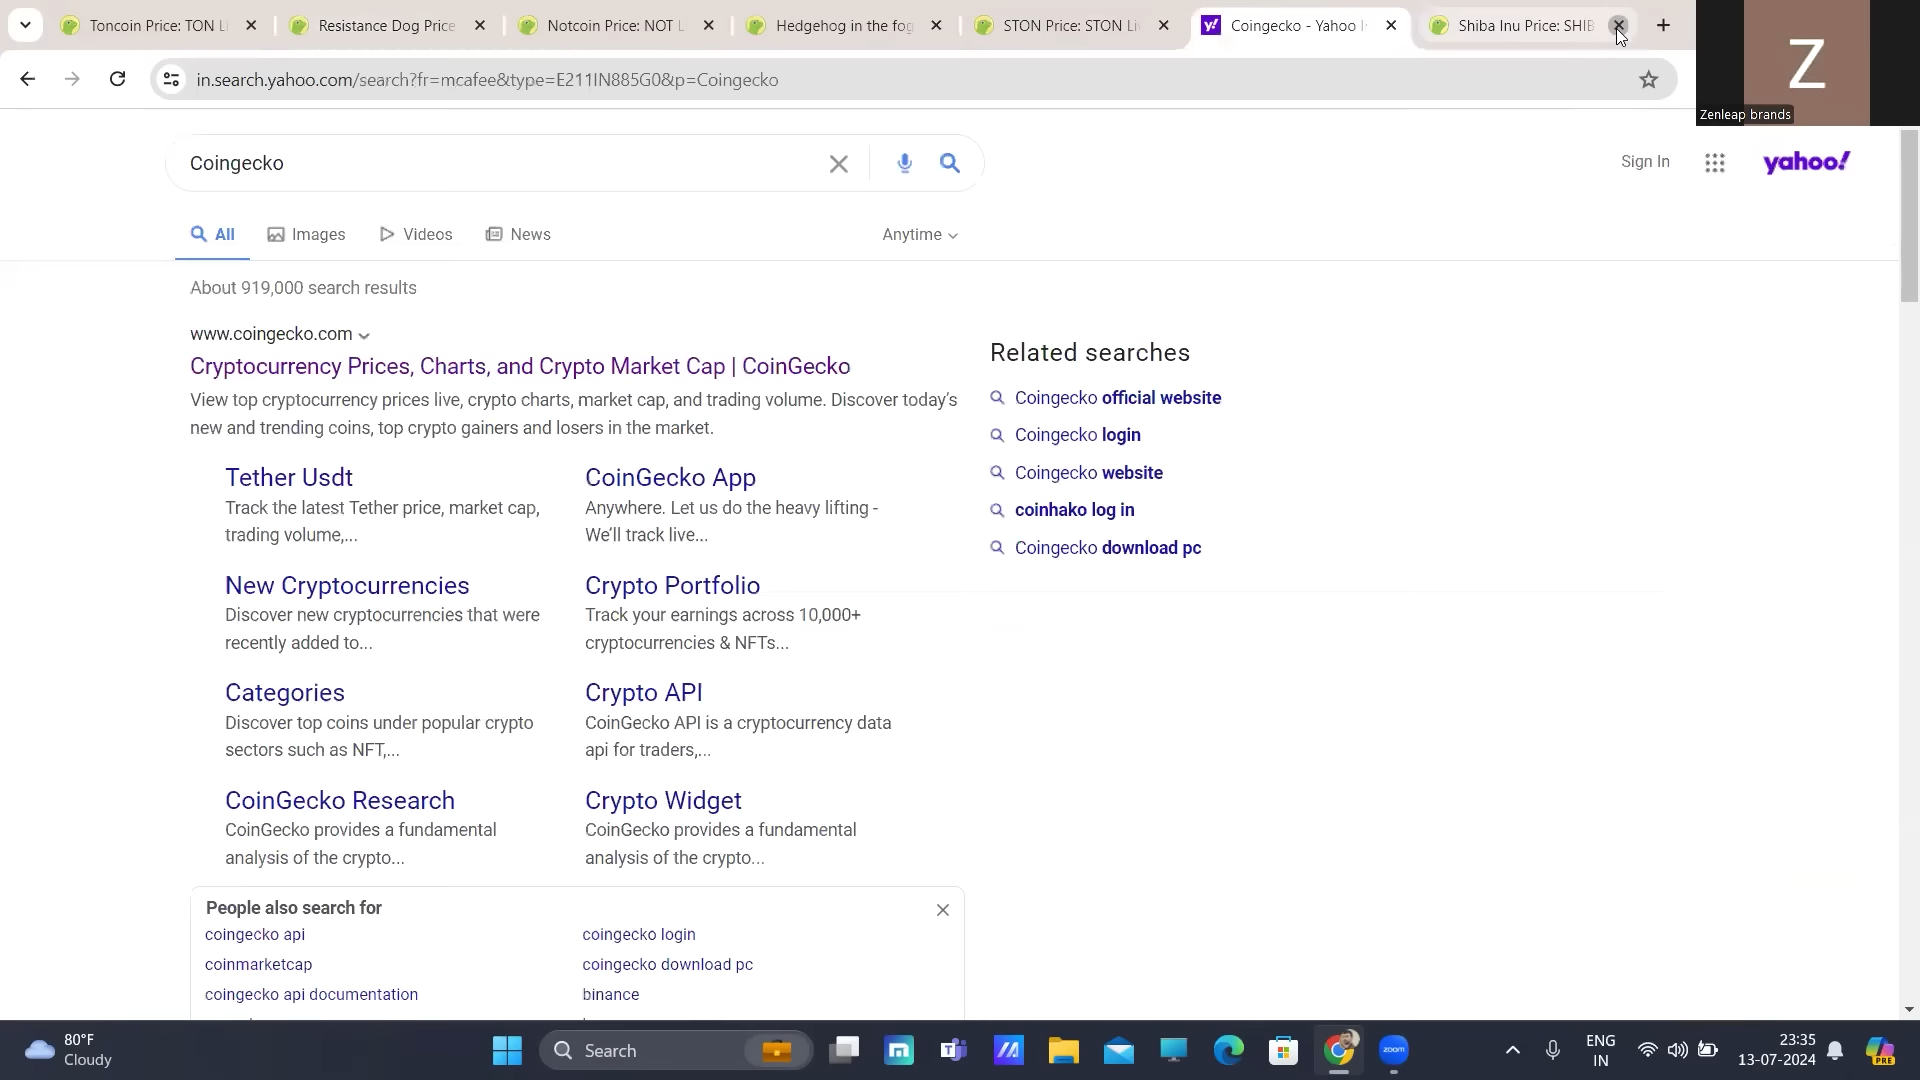 Toncoin Price: TON Li
Resistance Dog Price
Notcoin Price: NOT L
Hedgehog in the fog
STON Price: STON Liv
Coingecko - Yahoo I
Shiba Inu Price: SHIB
in.search.yahoo.com/search?fr=mcafee&type=E211IN885G0&p=Coingecko
Z
Zenleap brands
Coingecko
Sign In
yahoo!
All
Images
Videos
News
Anytime
About 919,000 search results
www.coingecko.com
Cryptocurrency Prices, Charts, and Crypto Market Cap | CoinGecko
View top cryptocurrency prices live, crypto charts, market cap, and trading volume. Discover today's
new and trending coins, top crypto gainers and losers in the market.
Tether Usdt
Track the latest Tether price, market cap,
trading volume,...
CoinGecko App
Anywhere. Let us do the heavy lifting -
We'll track live...
New Cryptocurrencies
Discover new cryptocurrencies that were
recently added to...
Crypto Portfolio
Track your earnings across 10,000+
cryptocurrencies & NFTs...
Categories
Discover top coins under popular crypto
sectors such as NFT,...
Crypto API
CoinGecko API is a cryptocurrency data
api for traders,...
CoinGecko Research
CoinGecko provides a fundamental
analysis of the crypto...
Crypto Widget
CoinGecko provides a fundamental
analysis of the crypto...
People also search for
coingecko api
coingecko login
coinmarketcap
coingecko download pc
coingecko api documentation
binance
Related searches
Coingecko official website
Coingecko login
Coingecko website
coinhako log in
Coingecko download pc
80°F
Cloudy
Search
zoom
ENG
IN
23:35
13-07-2024
PRE